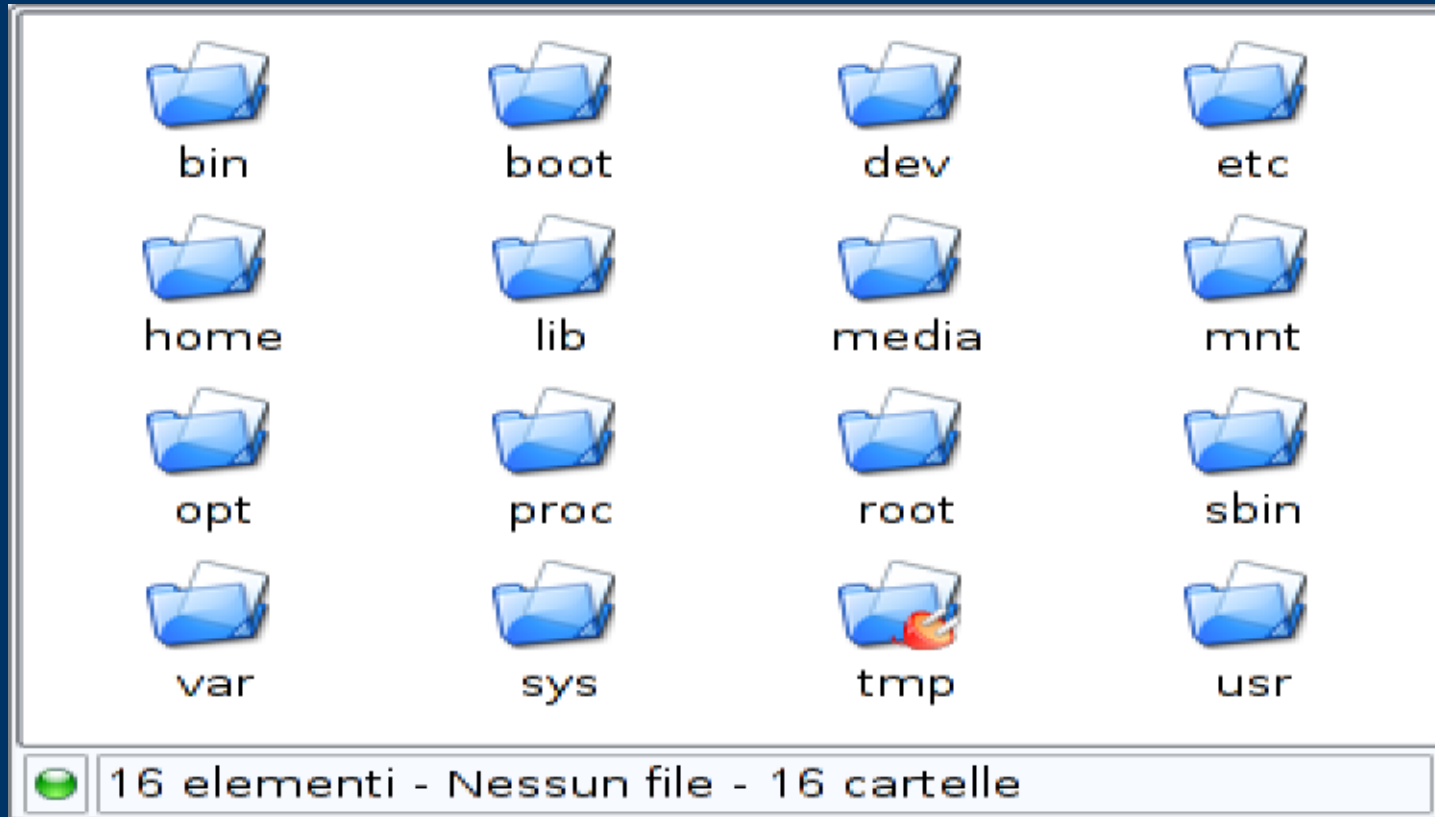 bin boot dev etc
home lib media mnt
opt proc root sbin
var sys tmp usr
16 elementi - Nessun file - 16 cartelle